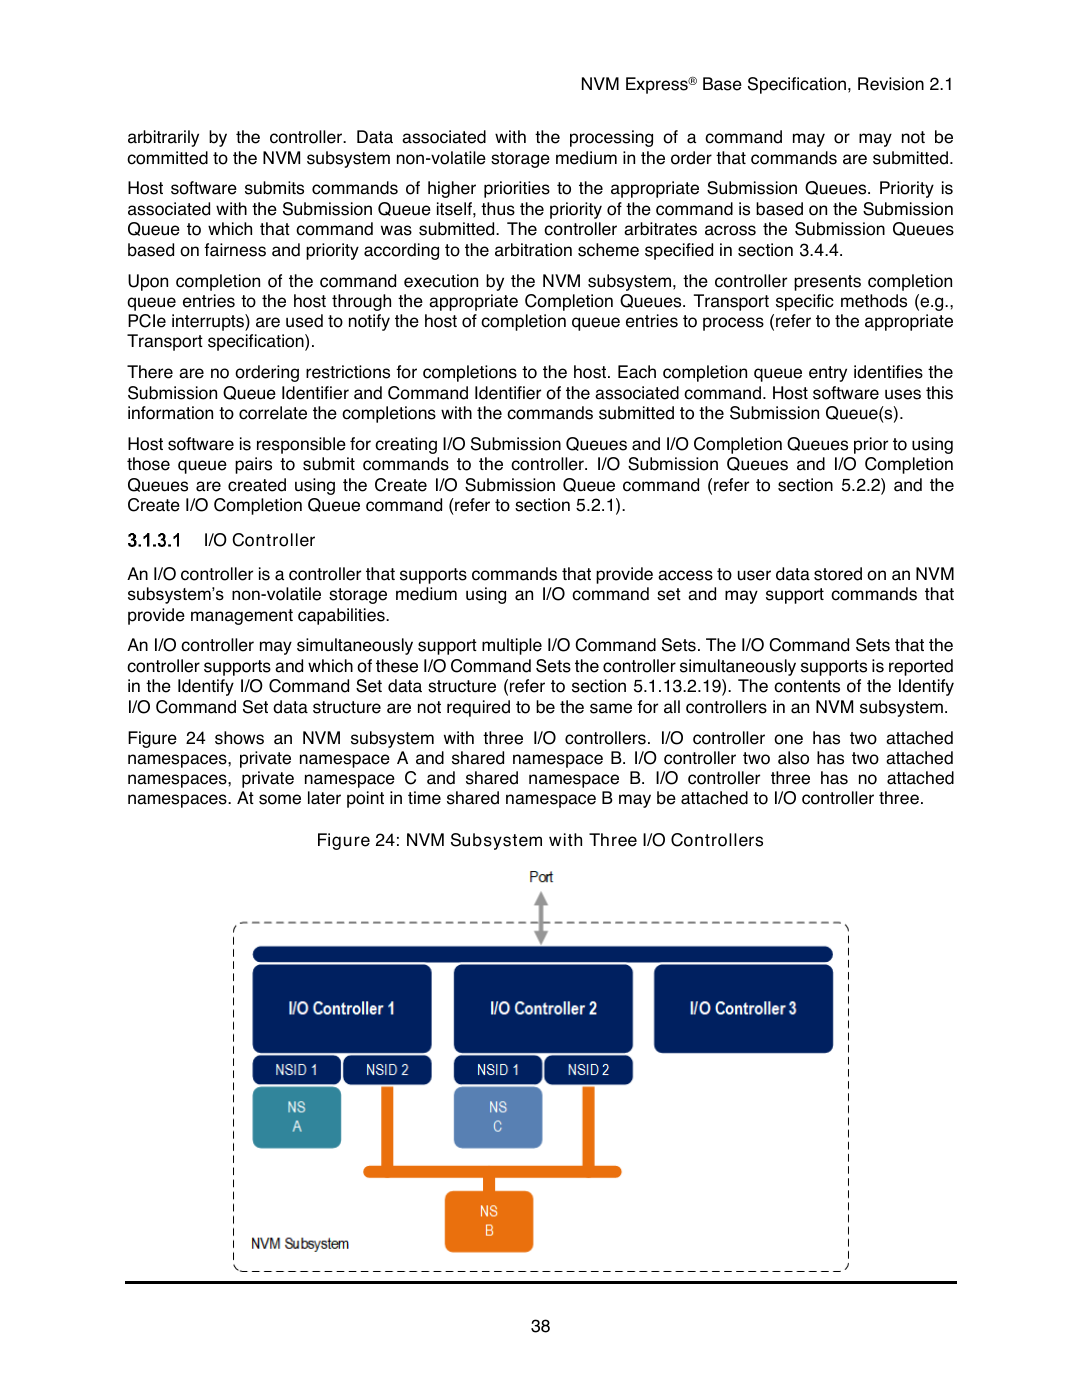 NVM Express® Base Specification, Revision 2.1
arbitrarily by the controller. Data associated with the processing of a command may or may not be
committed to the NVM subsystem non-volatile storage medium in the order that commands are submitted.
Host software submits commands of higher priorities to the appropriate Submission Queues. Priority is
associated with the Submission Queue itself, thus the priority of the command is based on the Submission
Queue to which that command was submitted. The controller arbitrates across the Submission Queues
based on fairness and priority according to the arbitration scheme specified in section 3.4.4.
Upon completion of the command execution by the NVM subsystem, the controller presents completion
queue entries to the host through the appropriate Completion Queues. Transport specific methods (e.g.,
PCIe interrupts) are used to notify the host of completion queue entries to process (refer to the appropriate
Transport specification).
There are no ordering restrictions for completions to the host. Each completion queue entry identifies the
Submission Queue Identifier and Command Identifier of the associated command. Host software uses this
information to correlate the completions with the commands submitted to the Submission Queue(s).
Host software is responsible for creating I/O Submission Queues and I/O Completion Queues prior to using
those queue pairs to submit commands to the controller. I/O Submission Queues and I/O Completion
Queues are created using the Create I/O Submission Queue command (refer to section 5.2.2) and the
Create I/O Completion Queue command (refer to section 5.2.1).
3.1.3.1 I/O Controller
An I/O controller is a controller that supports commands that provide access to user data stored on an NVM
subsystem's non-volatile storage medium using an I/O command set and may support commands that
provide management capabilities.
An I/O controller may simultaneously support multiple I/O Command Sets. The I/O Command Sets that the
controller supports and which of these I/O Command Sets the controller simultaneously supports is reported
in the Identify I/O Command Set data structure (refer to section 5.1.13.2.19). The contents of the Identify
I/O Command Set data structure are not required to be the same for all controllers in an NVM subsystem.
Figure 24 shows an NVM subsystem with three I/O controllers. I/O controller one has two attached
namespaces, private namespace A and shared namespace B. I/O controller two also has two attached
namespaces, private namespace C and shared namespace B. I/O controller three has no attached
namespaces. At some later point in time shared namespace B may be attached to I/O controller three.
Figure 24: NVM Subsystem with Three I/O Controllers
Port
I/O Controller 1
I/O Controller 2
I/O Controller 3
NSID 1
NSID 2
NSID 1
NSID 2
NS
A
NS
C
NS
B
NVM Subsystem
38